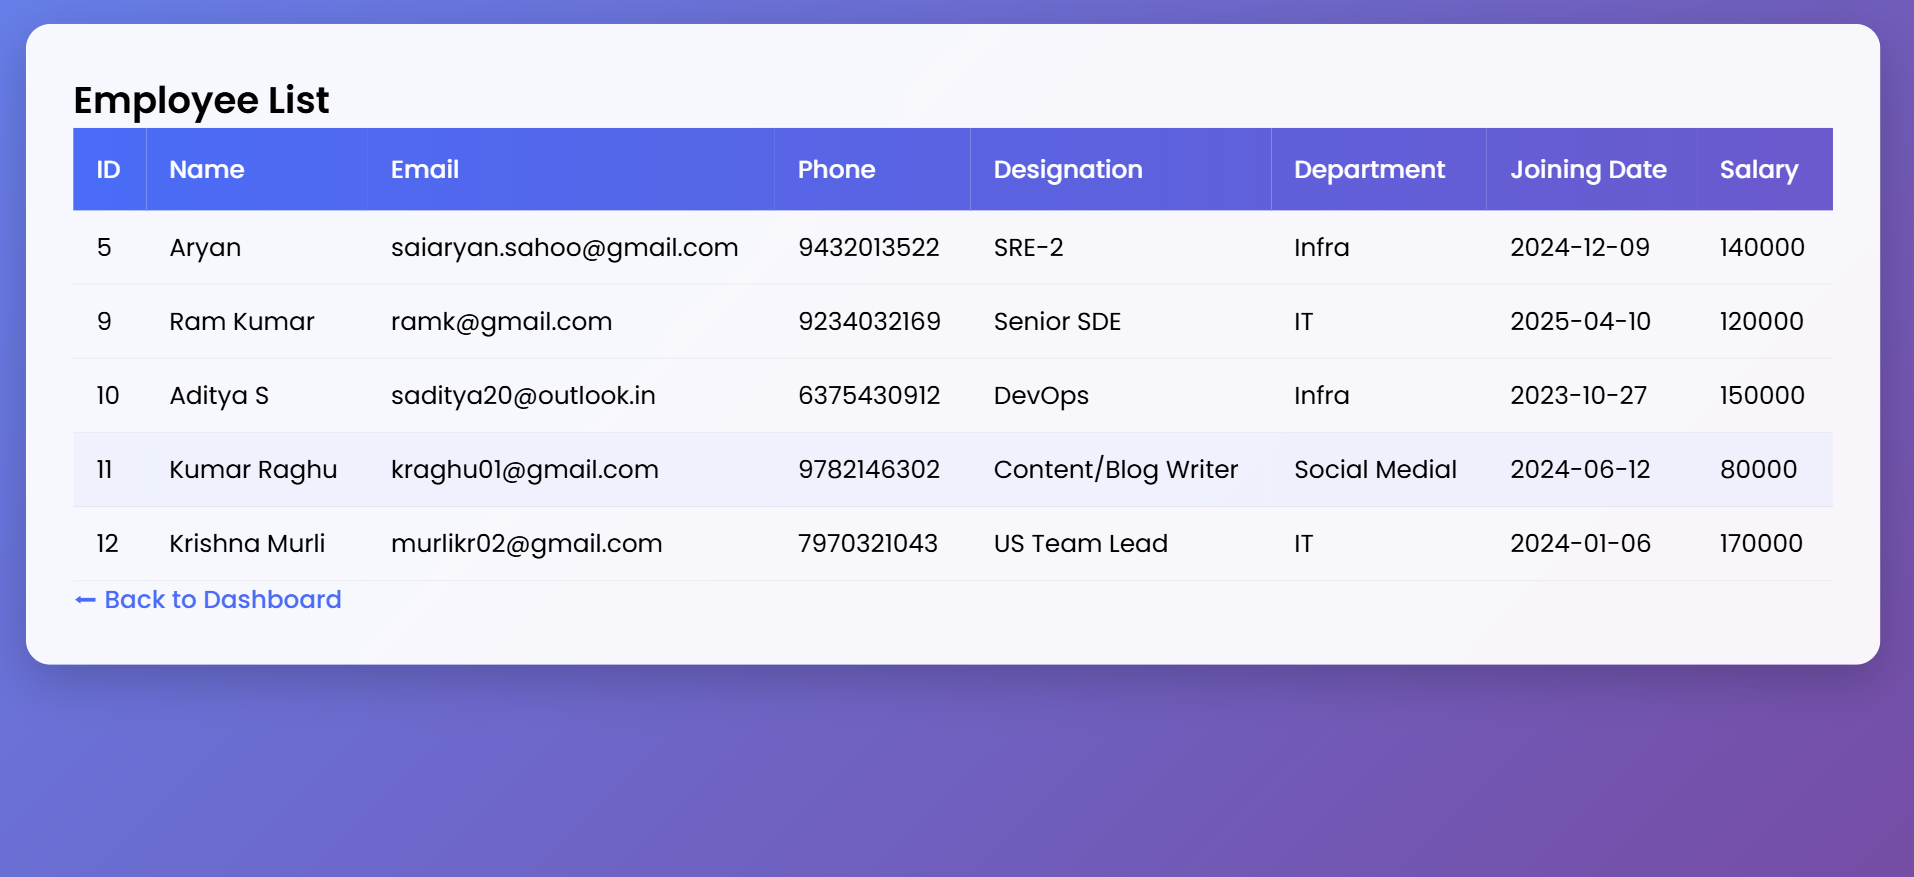 Employee List
ID Name Email Phone Designation Department Joining Date Salary
5 Aryan saiaryan.sahoo@gmail.com 9432013522 SRE-2 Infra 2024-12-09 140000
9 Ram Kumar ramk@gmail.com 9234032169 Senior SDE IT 2025-04-10 120000
10 Aditya S saditya20@outlook.in 6375430912 DevOps Infra 2023-10-27 150000
11 Kumar Raghu kraghu01@gmail.com 9782146302 Content/Blog Writer Social Medial 2024-06-12 80000
12 Krishna Murli murlikr02@gmail.com 7970321043 US Team Lead IT 2024-01-06 170000
← Back to Dashboard